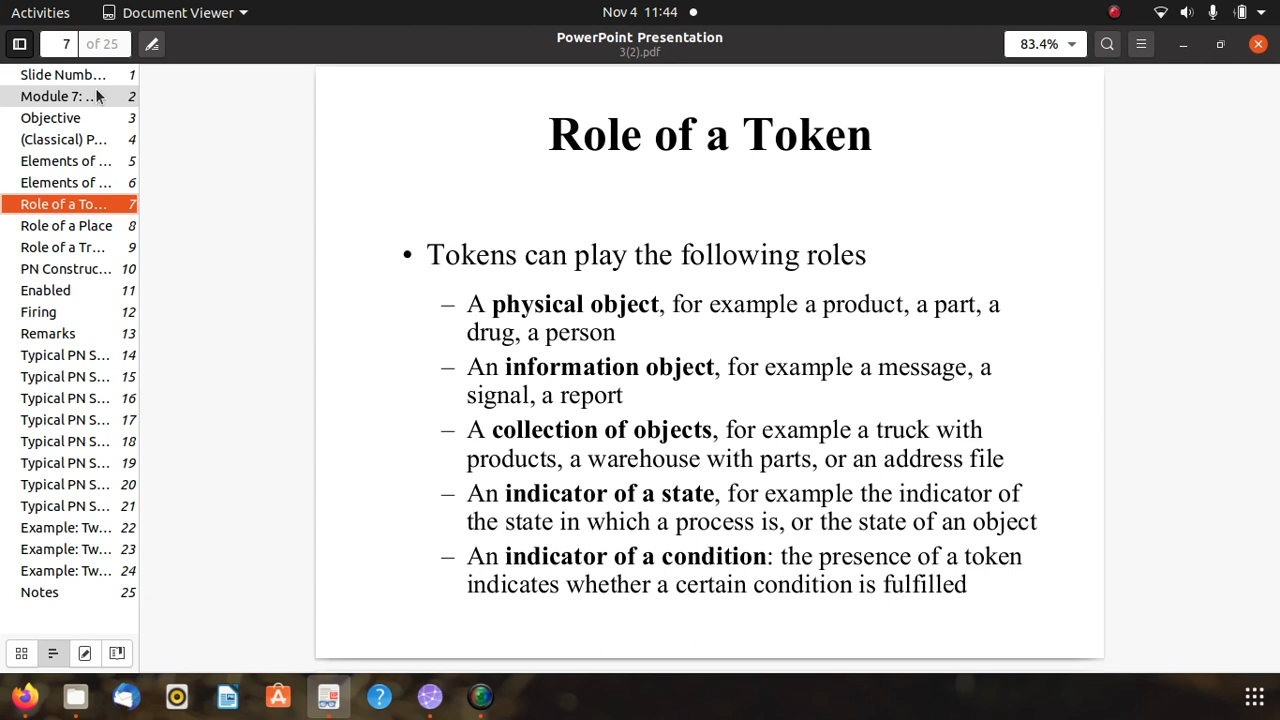 Activities
Document Viewer
Nov 4 11:44
7
of 25
PowerPoint Presentation
3(2).pdf
83.4%
Slide Numb... 1
Module 7: ... 2
Objective 3
(Classical) P... 4
Elements of ... 5
Elements of ... 6
Role of a To... 7
Role of a Place 8
Role of a Tr... 9
PN Construc... 10
Enabled 11
Firing 12
Remarks 13
Typical PN S... 14
Typical PN S... 15
Typical PN S... 16
Typical PN S... 17
Typical PN S... 18
Typical PN S... 19
Typical PN S... 20
Typical PN S... 21
Example: Tw... 22
Example: Tw... 23
Example: Tw... 24
Notes 25
Role of a Token
• Tokens can play the following roles
– A physical object, for example a product, a part, a
drug, a person
– An information object, for example a message, a
signal, a report
– A collection of objects, for example a truck with
products, a warehouse with parts, or an address file
– An indicator of a state, for example the indicator of
the state in which a process is, or the state of an object
– An indicator of a condition: the presence of a token
indicates whether a certain condition is fulfilled